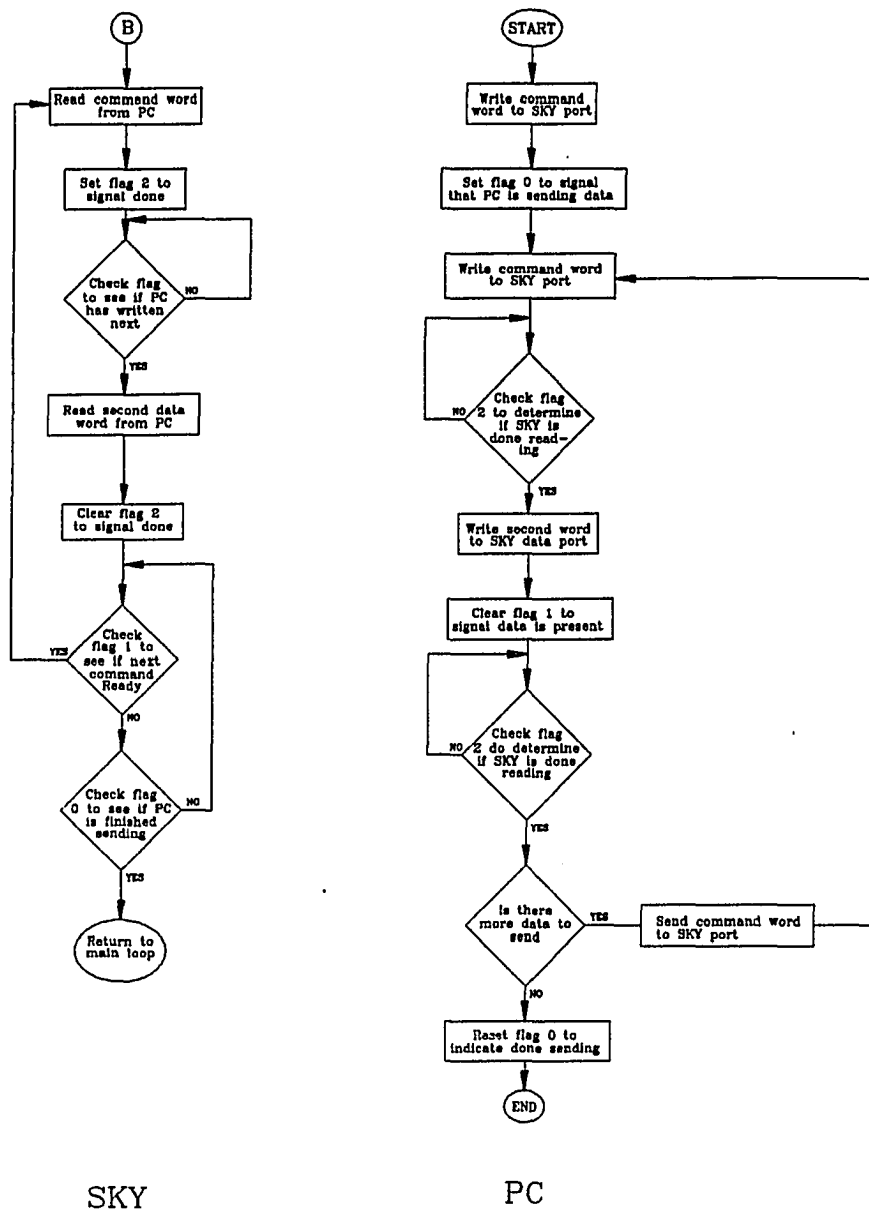 B
Read command word
from PC
Set flag 2 to
signal done
Check flag
to see if PC
has written
next
NO
YES
Read second data
word from PC
Clear flag 2
to signal done
Check
flag 1 to
see if next
command
Ready
YES
NO
Check flag
0 to see if PC
is finished
sending
NO
YES
Return to
main loop
SKY
START
Write command
word to SKY port
Set flag 0 to signal
that PC is sending data
Write command word
to SKY port
Check flag
2 to determine
if SKY is
done read-
ing
NO
YES
Write second word
to SKY data port
Clear flag 1 to
signal data is present
Check flag
2 do determine
if SKY is done
reading
NO
YES
Is there
more data to
send
YES
Send command word
to SKY port
NO
Reset flag 0 to
indicate done sending
END
PC